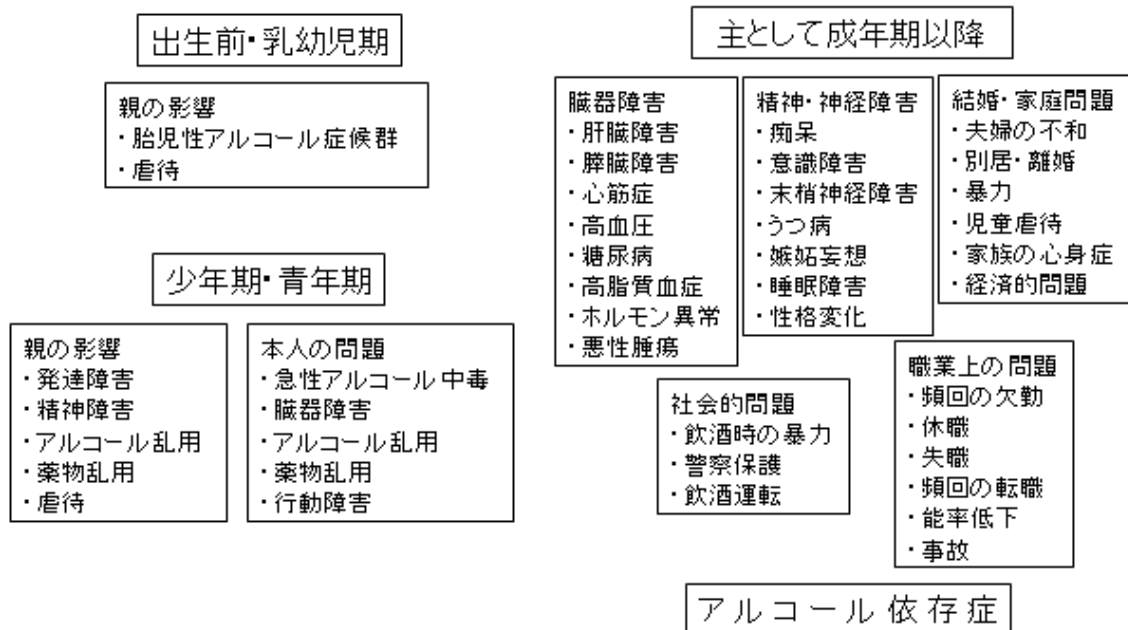 出生前・乳幼児期
親の影響
・胎児性アルコール症候群
・虐待
少年期・青年期
親の影響
・発達障害
・精神障害
・アルコール乱用
・薬物乱用
・虐待
本人の問題
・急性アルコール中毒
・臓器障害
・アルコール乱用
・薬物乱用
・行動障害
主として成年期以降
臓器障害
・肝臓障害
・膵臓障害
・心筋症
・高血圧
・糖尿病
・高脂質血症
・ホルモン異常
・悪性腫瘍
精神・神経障害
・痴呆
・意識障害
・末梢神経障害
・うつ病
・嫉妬妄想
・睡眠障害
・性格変化
結婚・家庭問題
・夫婦の不和
・別居・離婚
・暴力
・児童虐待
・家族の心身症
・経済的問題
社会的問題
・飲酒時の暴力
・警察保護
・飲酒運転
職業上の問題
・頻回の欠勤
・休職
・失職
・頻回の転職
・能率低下
・事故
アルコール依存症